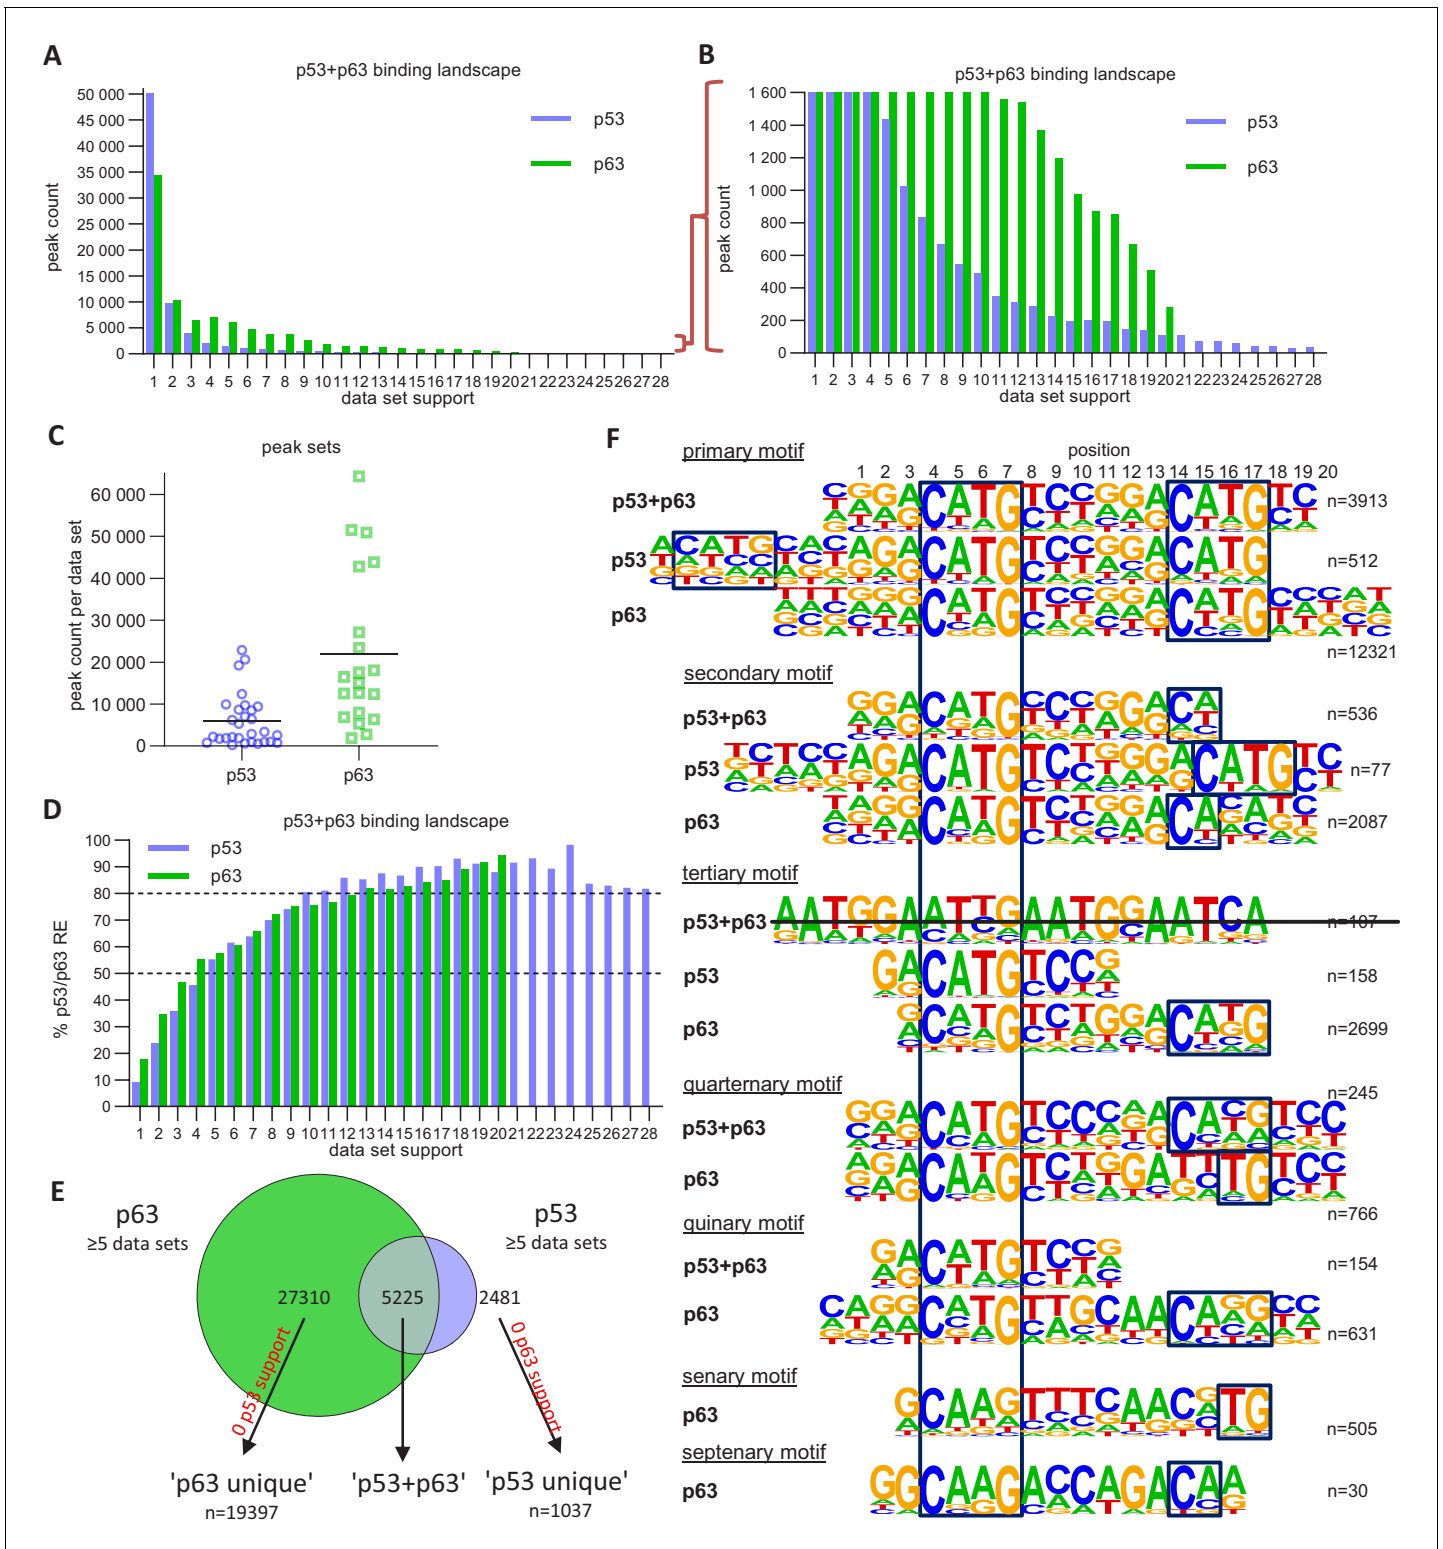 A
p53+p63 binding landscape
50 000
45 000
40 000
35 000
30 000
25 000
20 000
15 000
10 000
5 000
0
peak count
p53
p63
1 2 3 4 5 6 7 8 9 10 11 12 13 14 15 16 17 18 19 20 21 22 23 24 25 26 27 28
data set support
B
p53+p63 binding landscape
1 600
1 400
1 200
1 000
800
600
400
200
0
peak count
p53
p63
1 2 3 4 5 6 7 8 9 10 11 12 13 14 15 16 17 18 19 20 21 22 23 24 25 26 27 28
data set support
C
peak sets
60 000
50 000
40 000
30 000
20 000
10 000
0
peak count per data set
p53
p63
D
p53+p63 binding landscape
100
90
80
70
60
50
40
30
20
10
0
% p53/p63 RE
p53
p63
1 2 3 4 5 6 7 8 9 10 11 12 13 14 15 16 17 18 19 20 21 22 23 24 25 26 27 28
data set support
E
p63
≥5 data sets
p53
≥5 data sets
27310
5225
2481
0 p53 support
0 p63 support
'p63 unique'
n=19397
'p53+p63'
'p53 unique'
n=1037
F
primary motif
position
1 2 3 4 5 6 7 8 9 10 11 12 13 14 15 16 17 18 19 20
p53+p63
n=3913
p53
n=512
p63
n=12321
secondary motif
p53+p63
n=536
p53
n=77
p63
n=2087
tertiary motif
p53+p63
n=107
p53
n=158
p63
n=2699
quarternary motif
n=245
p53+p63
p63
n=766
quinary motif
p53+p63
n=154
p63
n=631
senary motif
p63
n=505
septenary motif
p63
n=30